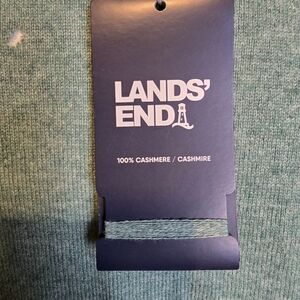 LANDS'
END
100% CASHMERE / CASHMIRE